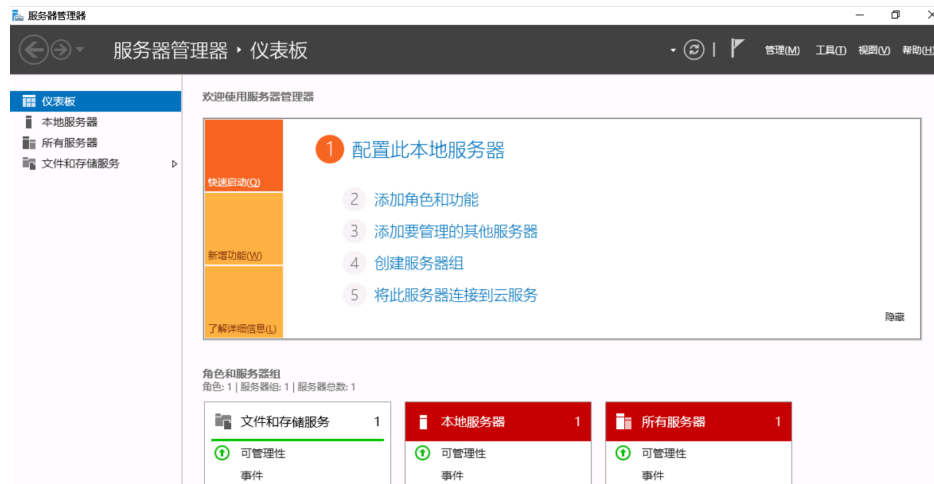 服务器管理器
服务器管理器 ‣ 仪表板
管理(M) 工具(T) 视图(V) 帮助(H)
仪表板
本地服务器
所有服务器
文件和存储服务
欢迎使用服务器管理器
快速启动(Q)
新增功能(W)
了解详细信息(L)
1 配置此本地服务器
2 添加角色和功能
3 添加要管理的其他服务器
4 创建服务器组
5 将此服务器连接到云服务
隐藏
角色和服务器组
角色: 1 | 服务器组: 1 | 服务器总数: 1
文件和存储服务 1
可管理性
事件
本地服务器 1
可管理性
事件
所有服务器 1
可管理性
事件